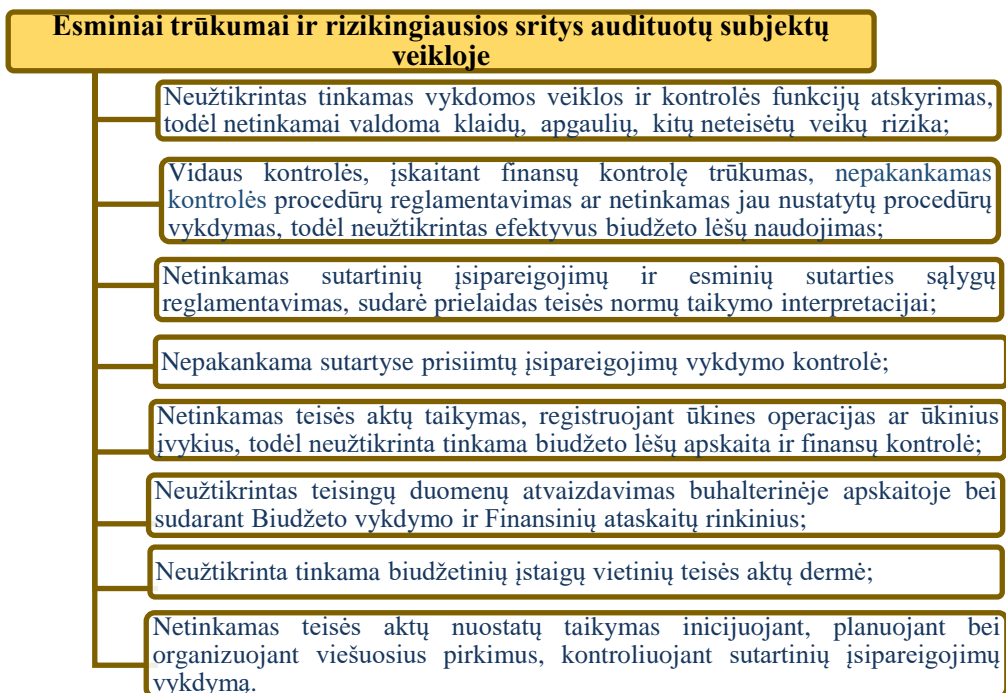 Esminiai trūkumai ir rizikingiausios sritys audituotų subjektų
veikloje
Neužtikrintas tinkamas vykdomos veiklos ir kontrolės funkcijų atskyrimas,
todėl netinkamai valdoma klaidų, apgaulių, kitų neteisėtų veikų rizika;
Vidaus kontrolės, įskaitant finansų kontrolę trūkumas, nepakankamas
kontrolės procedūrų reglamentavimas ar netinkamas jau nustatytų procedūrų
vykdymas, todėl neužtikrintas efektyvus biudžeto lėšų naudojimas;
Netinkamas sutartinių įsipareigojimų ir esminių sutarties sąlygų
reglamentavimas, sudarė prielaidas teisės normų taikymo interpretacijai;
Nepakankama sutartyse prisiimtų įsipareigojimų vykdymo kontrolė;
Netinkamas teisės aktų taikymas, registruojant ūkines operacijas ar ūkinius
įvykius, todėl neužtikrinta tinkama biudžeto lėšų apskaita ir finansų kontrolė;
Neužtikrintas teisingų duomenų atvaizdavimas buhalterinėje apskaitoje bei
sudarant Biudžeto vykdymo ir Finansinių ataskaitų rinkinius;
Neužtikrinta tinkama biudžetinių įstaigų vietinių teisės aktų dermė;
Netinkamas teisės aktų nuostatų taikymas inicijuojant, planuojant bei
organizuojant viešuosius pirkimus, kontroliuojant sutartinių įsipareigojimų
vykdymą.